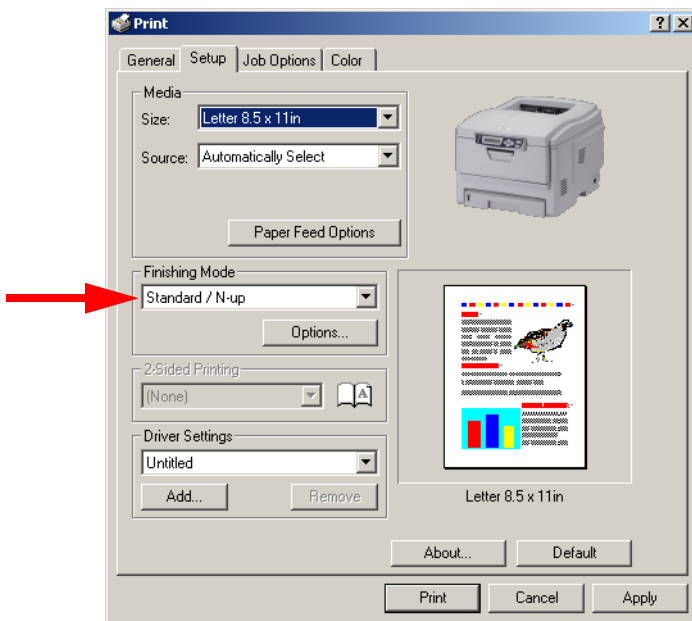 Print
General Setup Job Options Color
Media
Size: Letter 8.5 x 11in
Source: Automatically Select
Paper Feed Options
Finishing Mode
Standard / N-up
Options...
2-Sided Printing
(None)
A
Driver Settings
Untitled
Add... Remove
Letter 8.5 x 11in
About... Default
Print Cancel Apply